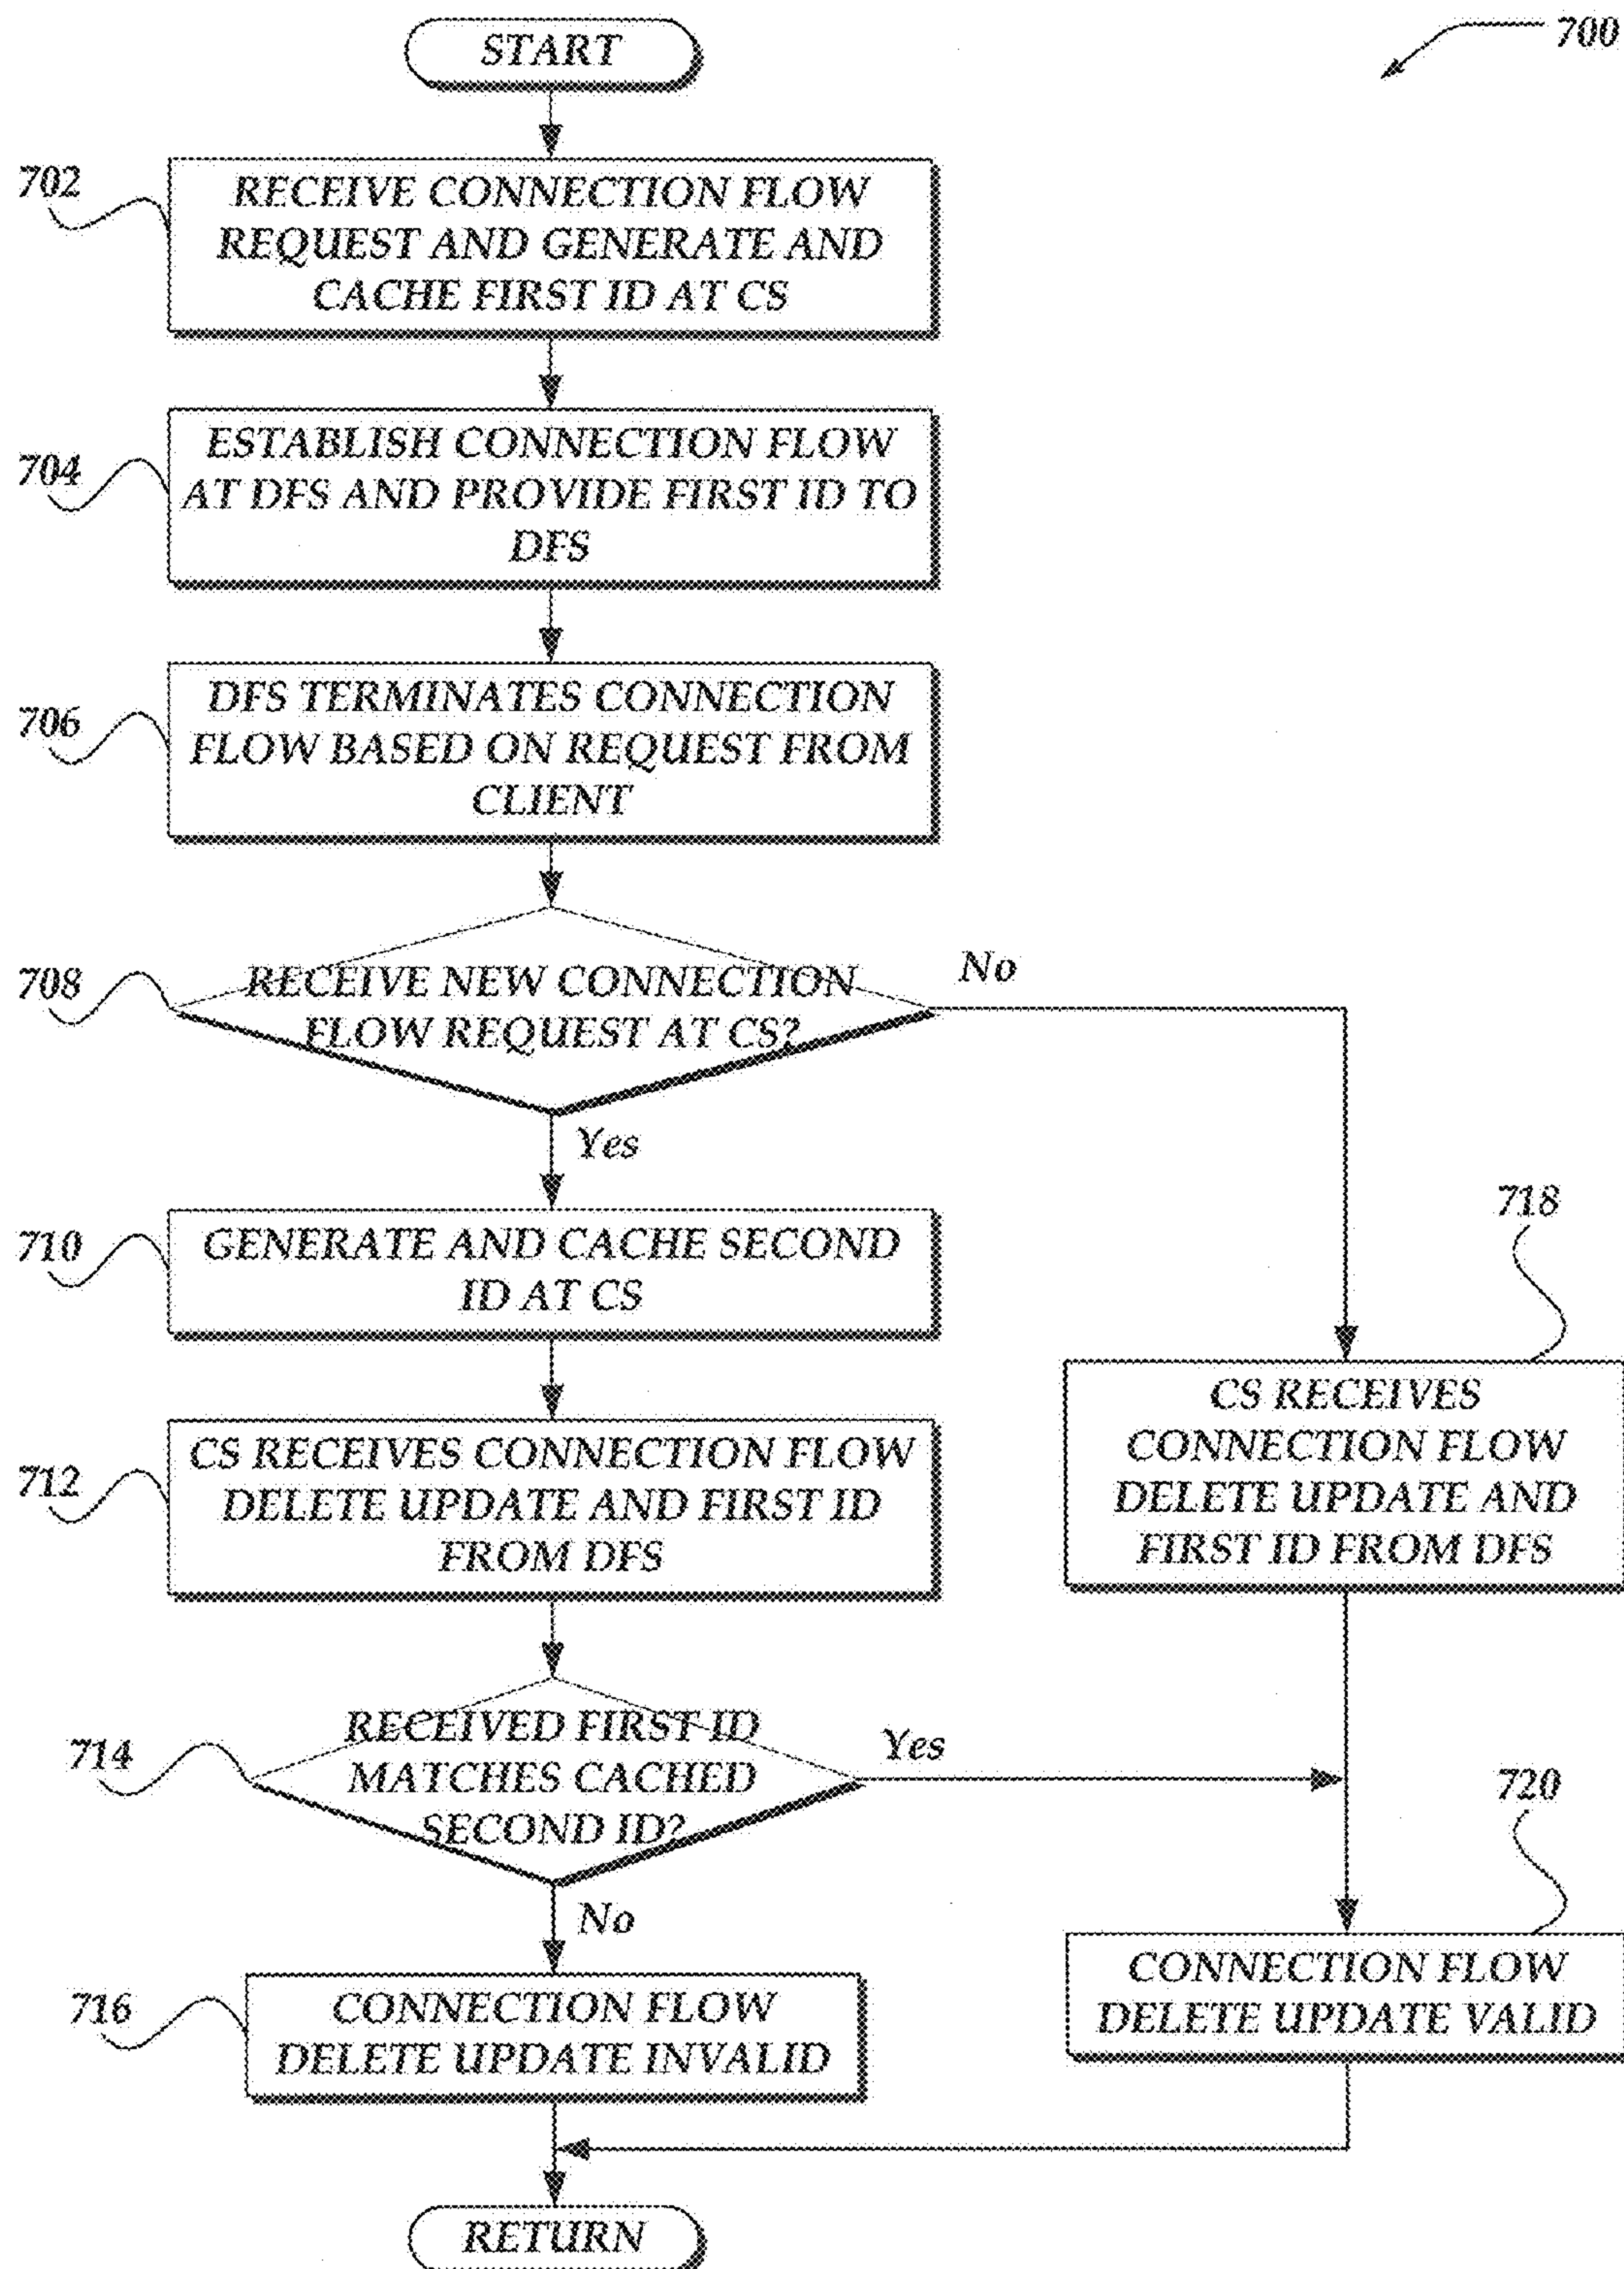 START
700
702
RECEIVE CONNECTION FLOW
REQUEST AND GENERATE AND
CACHE FIRST ID AT CS
704
ESTABLISH CONNECTION FLOW
AT DFS AND PROVIDE FIRST ID TO
DFS
706
DFS TERMINATES CONNECTION
FLOW BASED ON REQUEST FROM
CLIENT
708
RECEIVE NEW CONNECTION
FLOW REQUEST AT CS?
No
Yes
710
GENERATE AND CACHE SECOND
ID AT CS
712
CS RECEIVES CONNECTION FLOW
DELETE UPDATE AND FIRST ID
FROM DFS
718
CS RECEIVES
CONNECTION FLOW
DELETE UPDATE AND
FIRST ID FROM DFS
714
RECEIVED FIRST ID
MATCHES CACHED
SECOND ID?
Yes
No
716
CONNECTION FLOW
DELETE UPDATE INVALID
720
CONNECTION FLOW
DELETE UPDATE VALID
RETURN